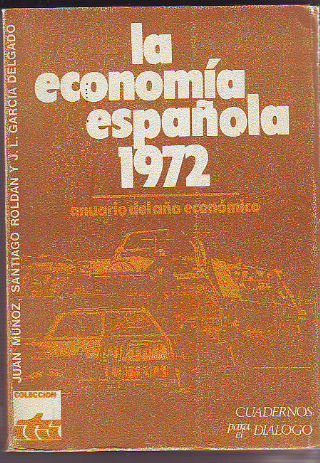 la
economía
española
1972
anuario del año económico
JUAN MUÑOZ, SANTIAGO ROLDAN Y J. L. GARCIA DELGADO
COLECCION
CUADERNOS
para el
DIALOGO